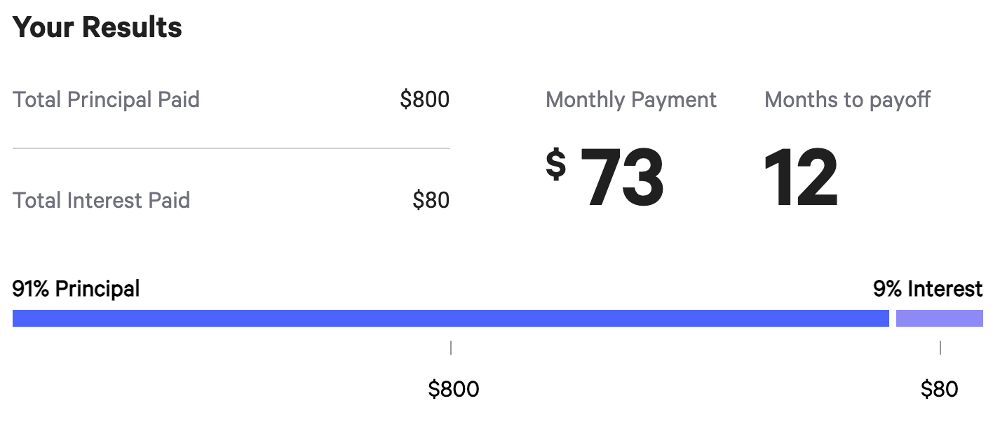 Your Results
Total Principal Paid $800
Total Interest Paid $80
Monthly Payment
$ 73
Months to payoff
12
91% Principal 9% Interest
$800 $80